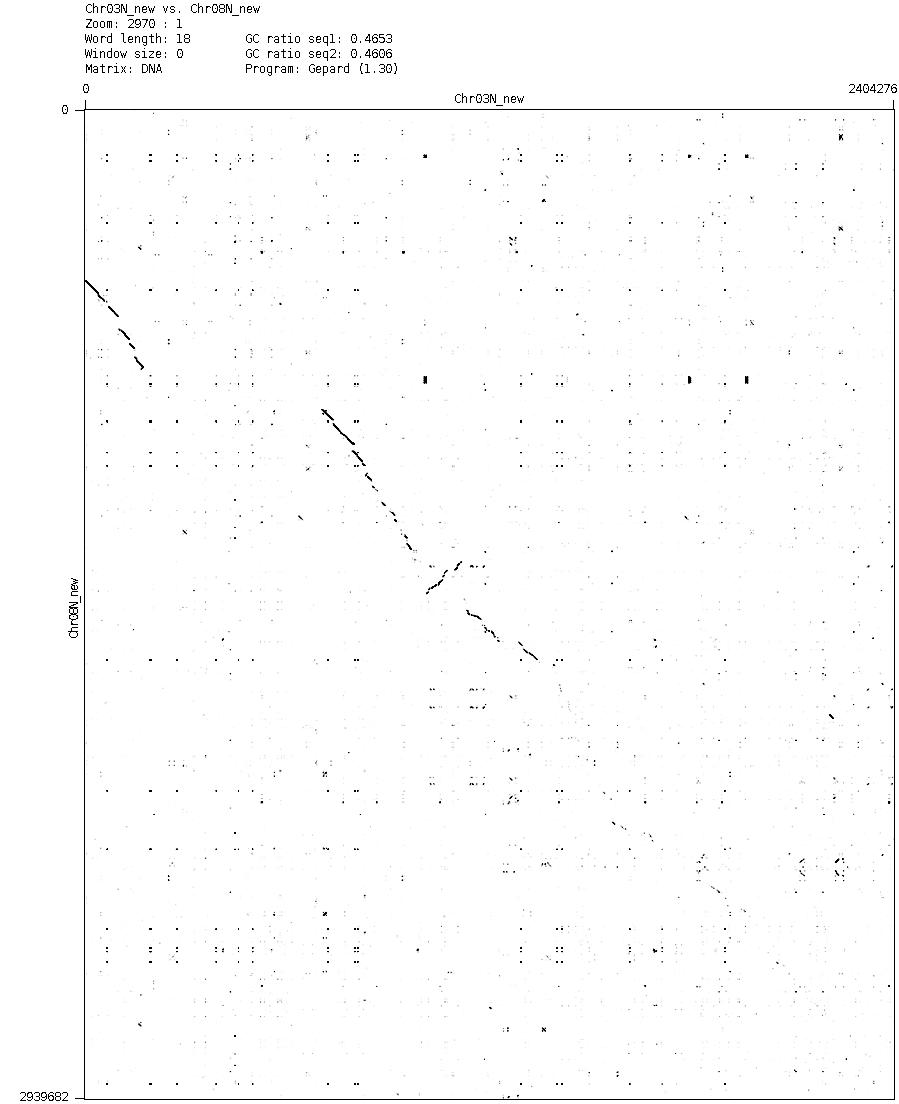 Chr03N_new vs. Chr08N_new
Zoom: 2970 : 1
Word length: 18 GC ratio seq1: 0.4653
Window size: 0 GC ratio seq2: 0.4606
Matrix: DNA Program: Gepard (1.30)
0 2404276
Chr03N_new
0
Chr08N_new
2939682